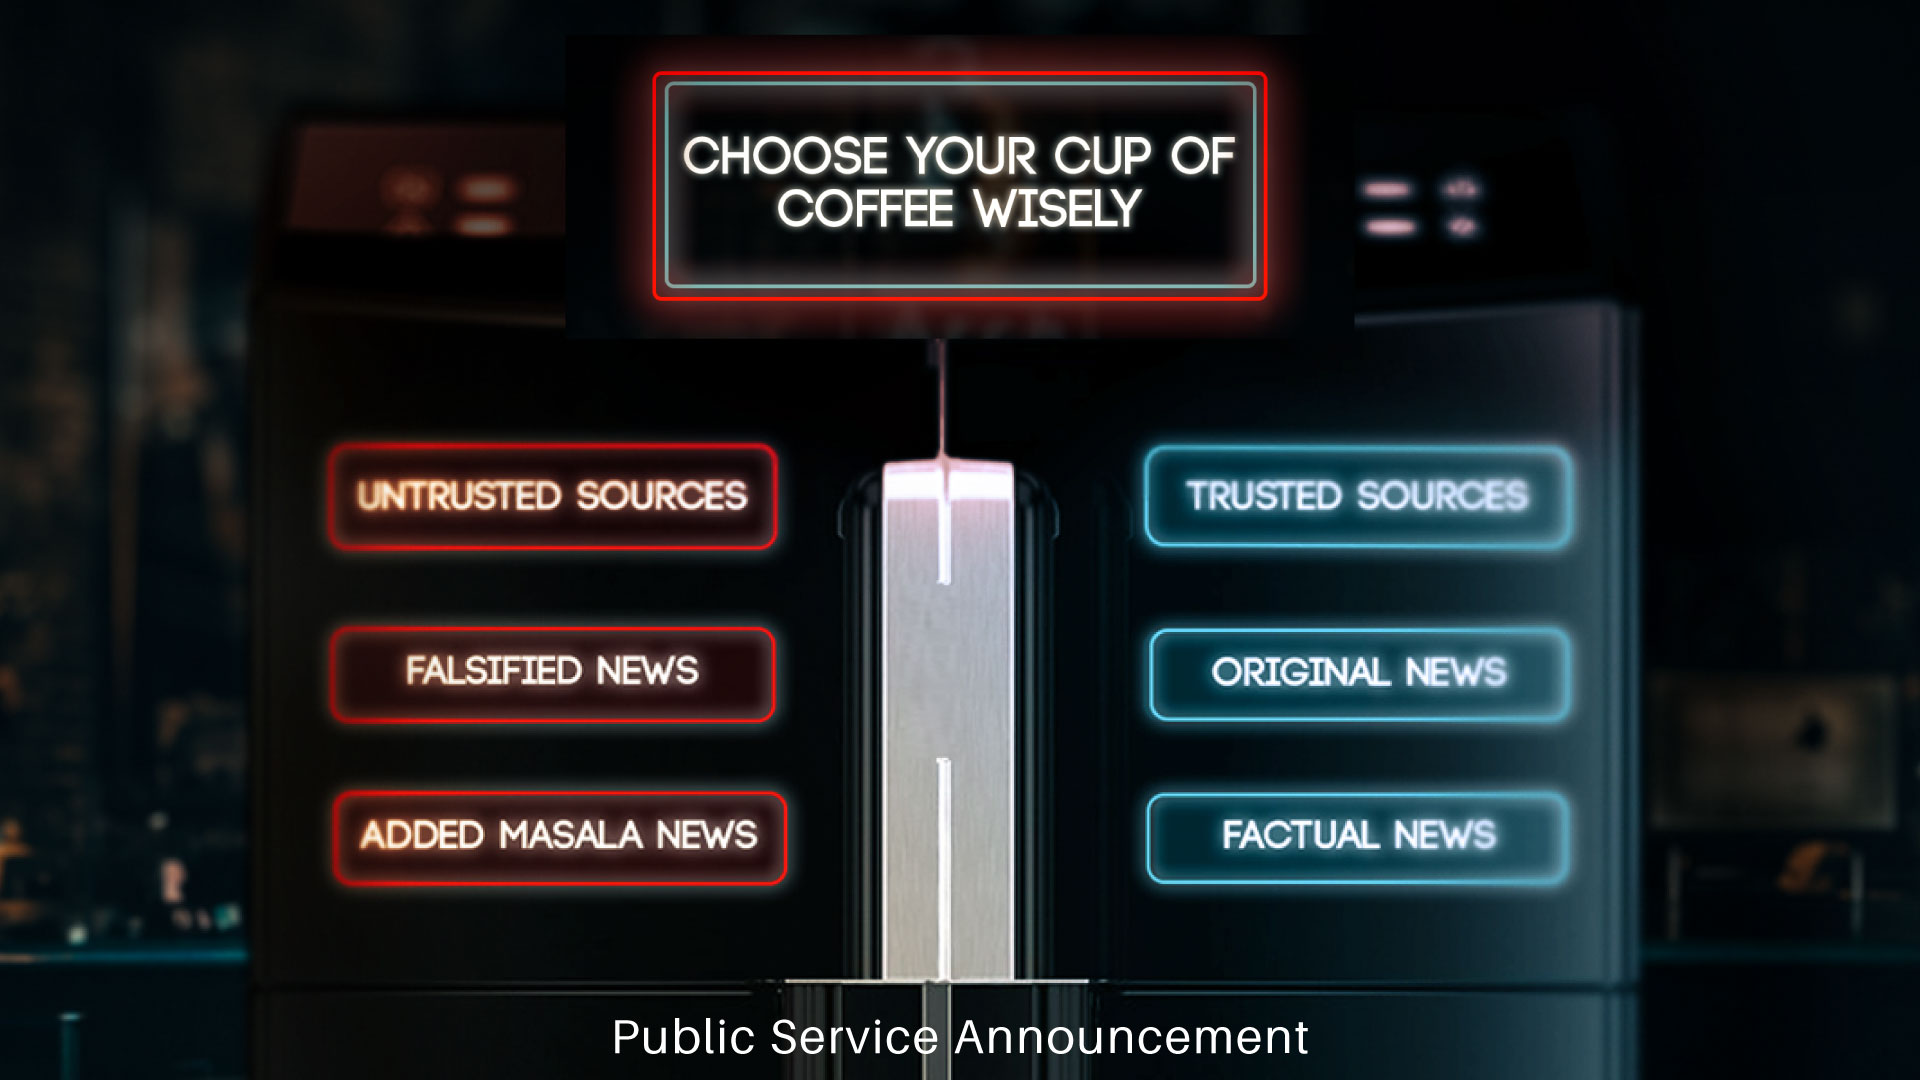 CHOOSE YOUR CUP OF
COFFEE WISELY
UNTRUSTED SOURCES
TRUSTED SOURCES
FALSIFIED NEWS
ORIGINAL NEWS
ADDED MASALA NEWS
FACTUAL NEWS
Public Service Announcement